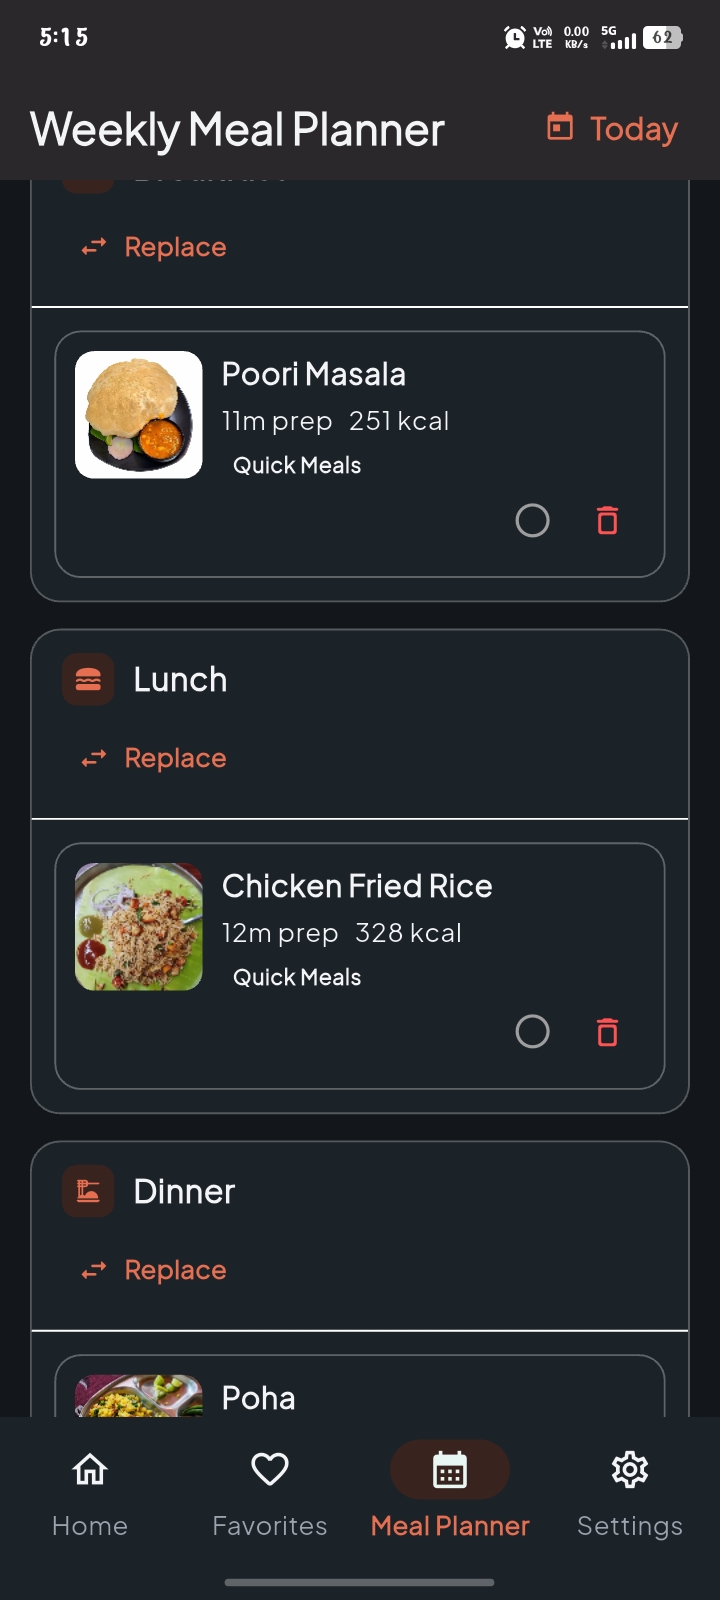 5:15
Vo) LTE
0.00 KB/s
5G
62
Weekly Meal Planner
Today
Replace
Poori Masala
11m prep 251 kcal
Quick Meals
Lunch
Replace
Chicken Fried Rice
12m prep 328 kcal
Quick Meals
Dinner
Replace
Poha
Home
Favorites
Meal Planner
Settings